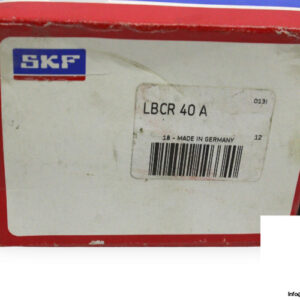 SKF
0131
LBCR 40 A
18 - MADE IN GERMANY 12